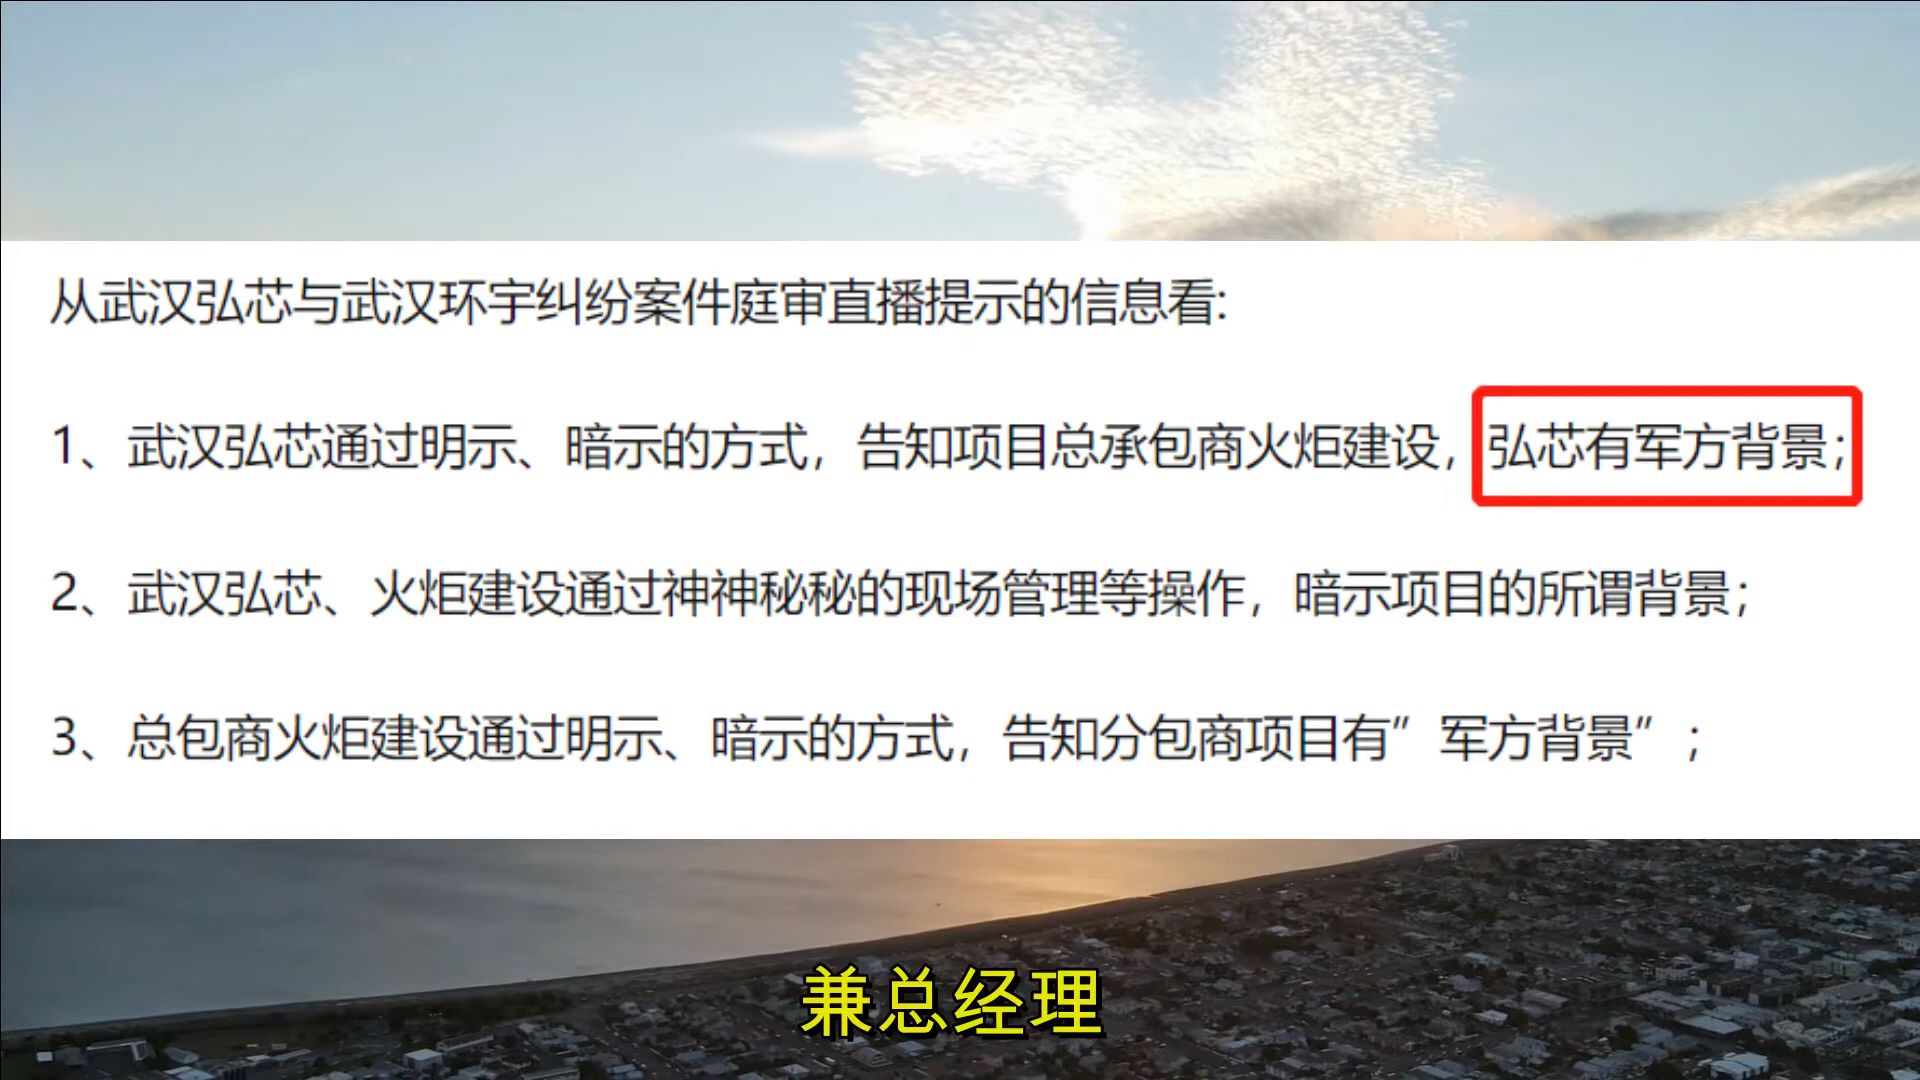 从武汉弘芯与武汉环宇纠纷案件庭审直播提示的信息看:
1、武汉弘芯通过明示、暗示的方式，告知项目总承包商火炬建设，弘芯有军方背景；
2、武汉弘芯、火炬建设通过神神秘秘的现场管理等操作，暗示项目的所谓背景；
3、总包商火炬建设通过明示、暗示的方式，告知分包商项目有”军方背景”；
兼总经理